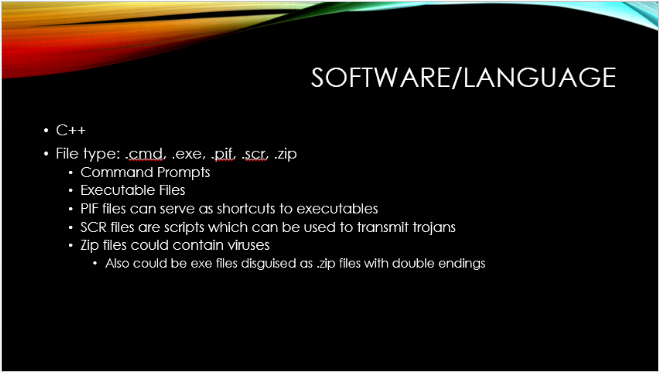 SOFTWARE/LANGUAGE
• C++
• File type: .cmd, .exe, .pif, .scr, .zip
• Command Prompts
• Executable Files
• PIF files can serve as shortcuts to executables
• SCR files are scripts which can be used to transmit trojans
• Zip files could contain viruses
• Also could be exe files disguised as .zip files with double endings